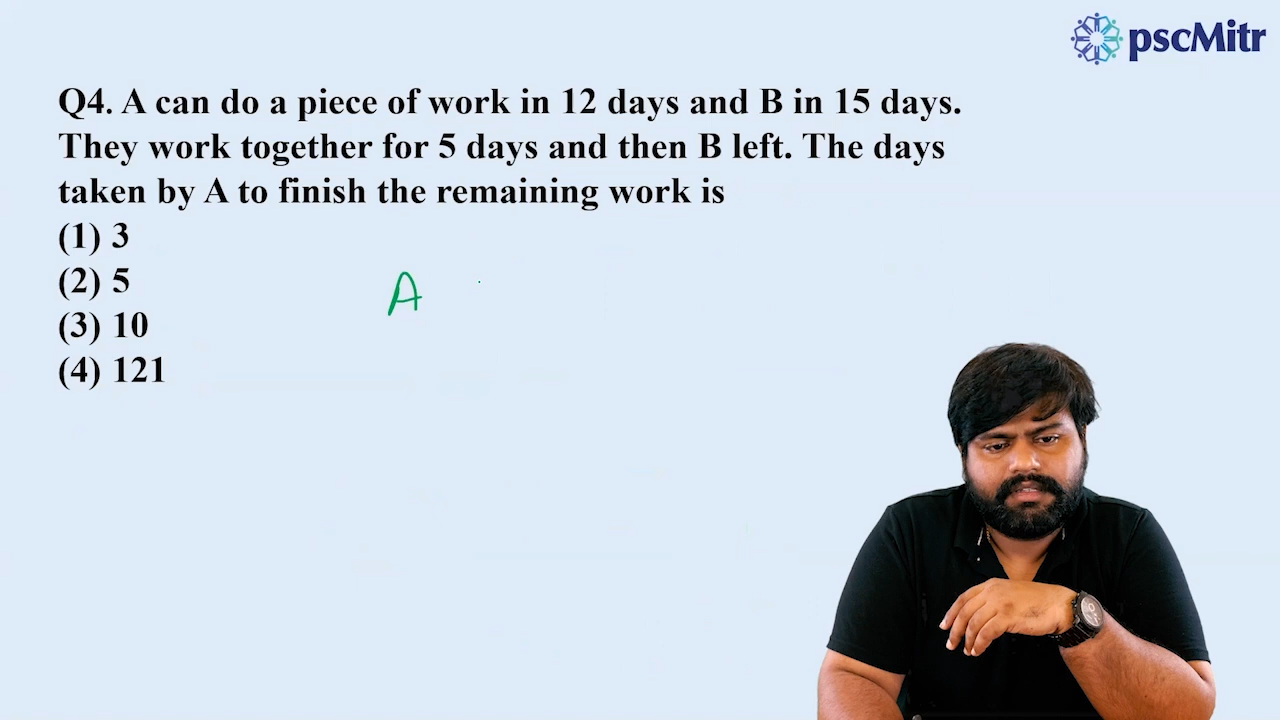 pscMitr
Q4. A can do a piece of work in 12 days and B in 15 days.
They work together for 5 days and then B left. The days
taken by A to finish the remaining work is
(1) 3
(2) 5
(3) 10
(4) 121
A